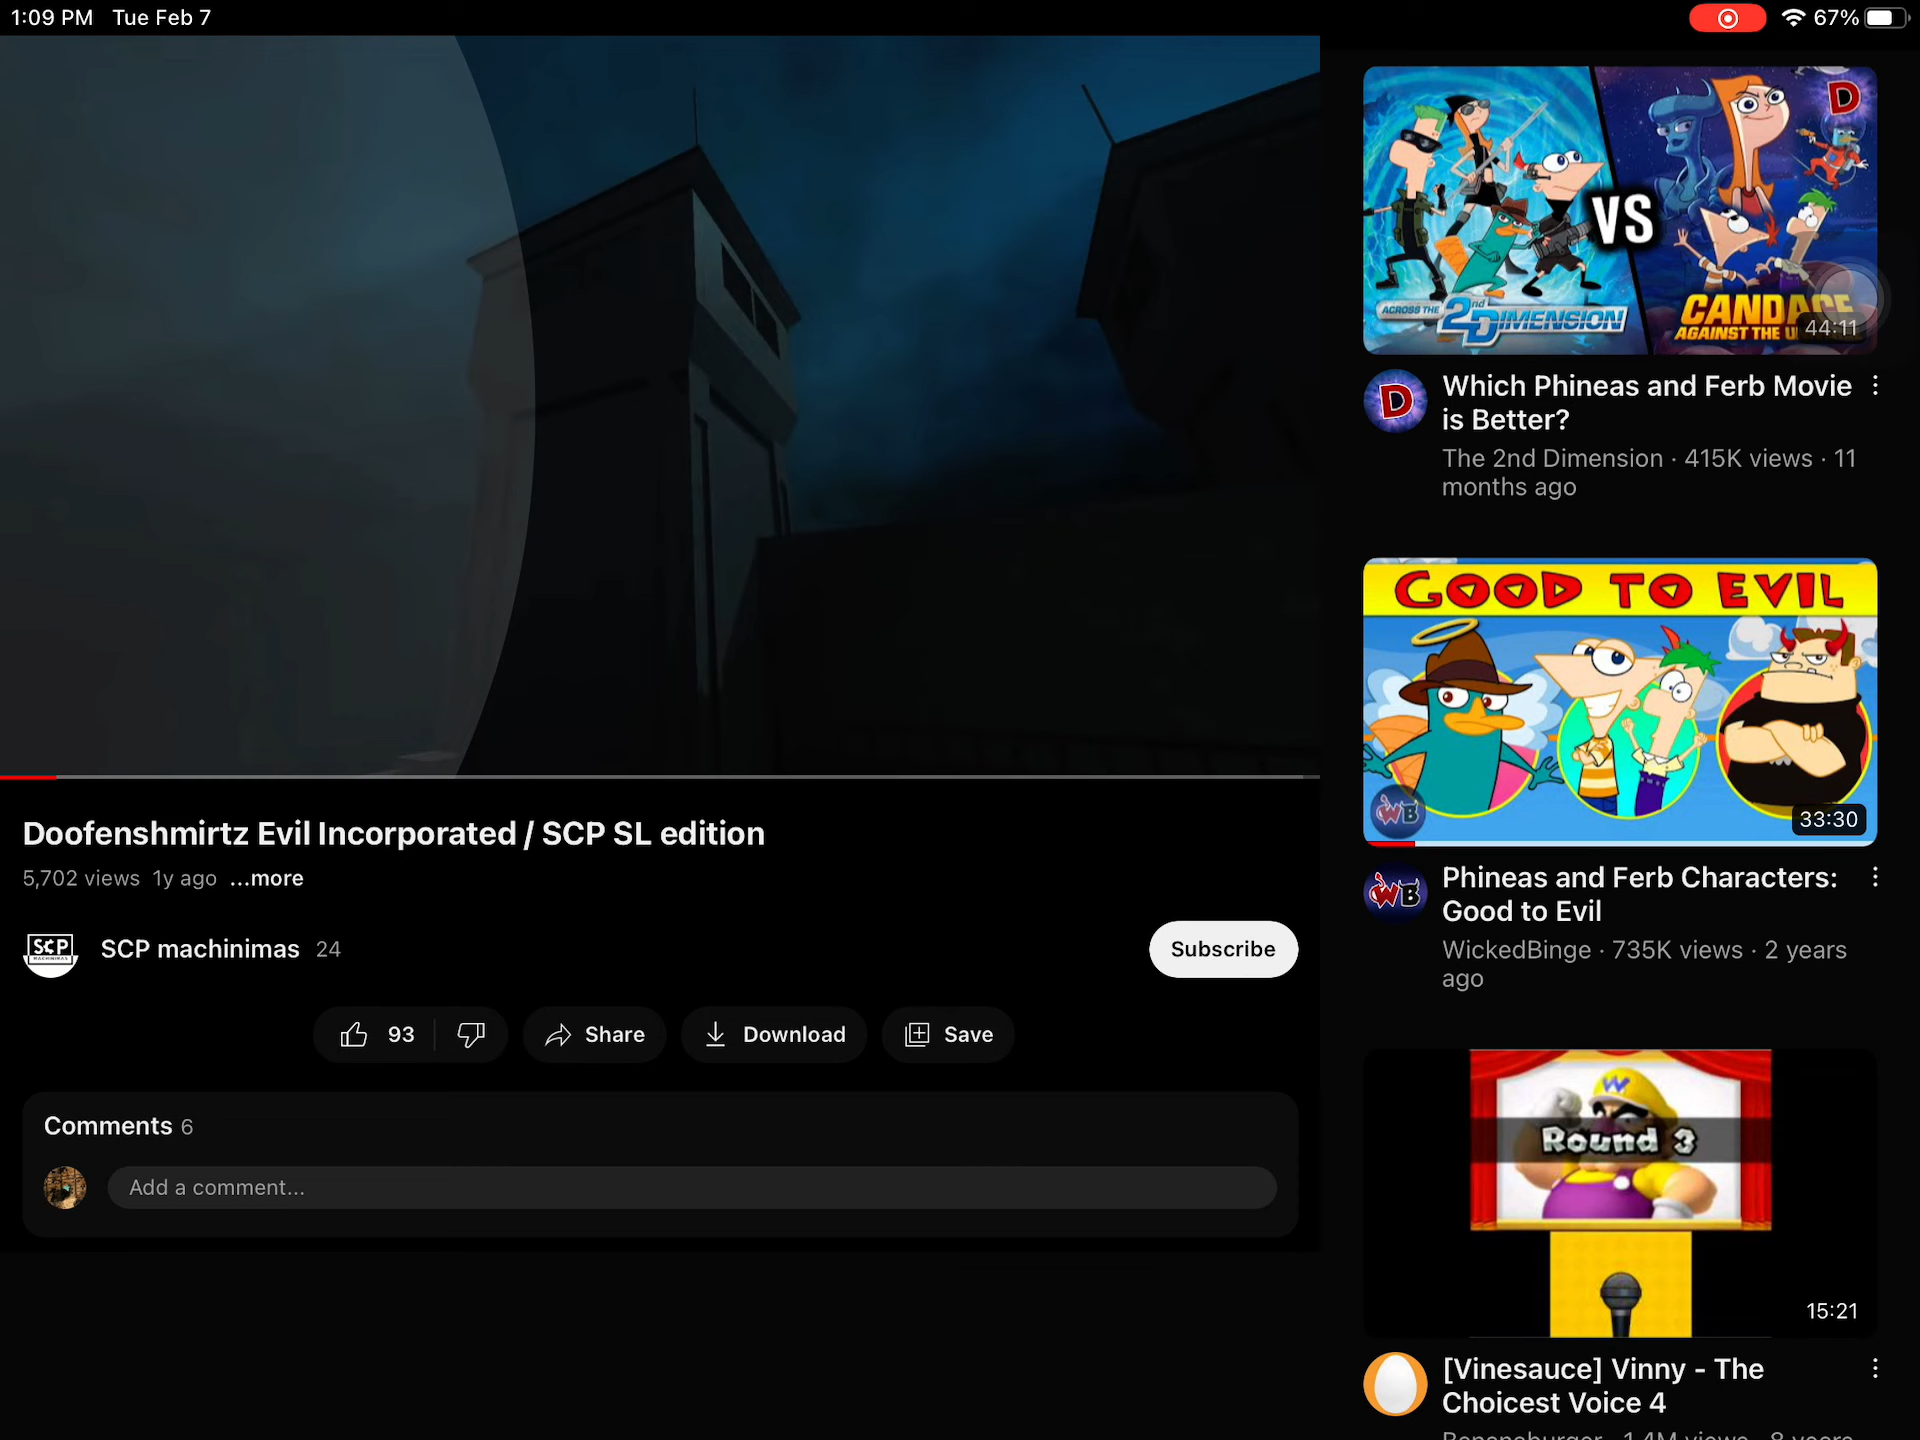 1:09 PM Tue Feb 7
67%
Doofenshmirtz Evil Incorporated / SCP SL edition
5,702 views 1y ago ...more
SCP
MACHINIMAS
SCP machinimas 24
Subscribe
93
Share
Download
Save
Comments 6
Add a comment...
D
VS
ACROSS THE
2nd
DIMENSION
CANDACE
AGAINST THE U
44:11
D
Which Phineas and Ferb Movie
is Better?
The 2nd Dimension · 415K views · 11
months ago
GOOD TO EVIL
WB
33:30
WB
Phineas and Ferb Characters:
Good to Evil
WickedBinge · 735K views · 2 years
ago
W
Round 3
15:21
[Vinesauce] Vinny - The
Choicest Voice 4